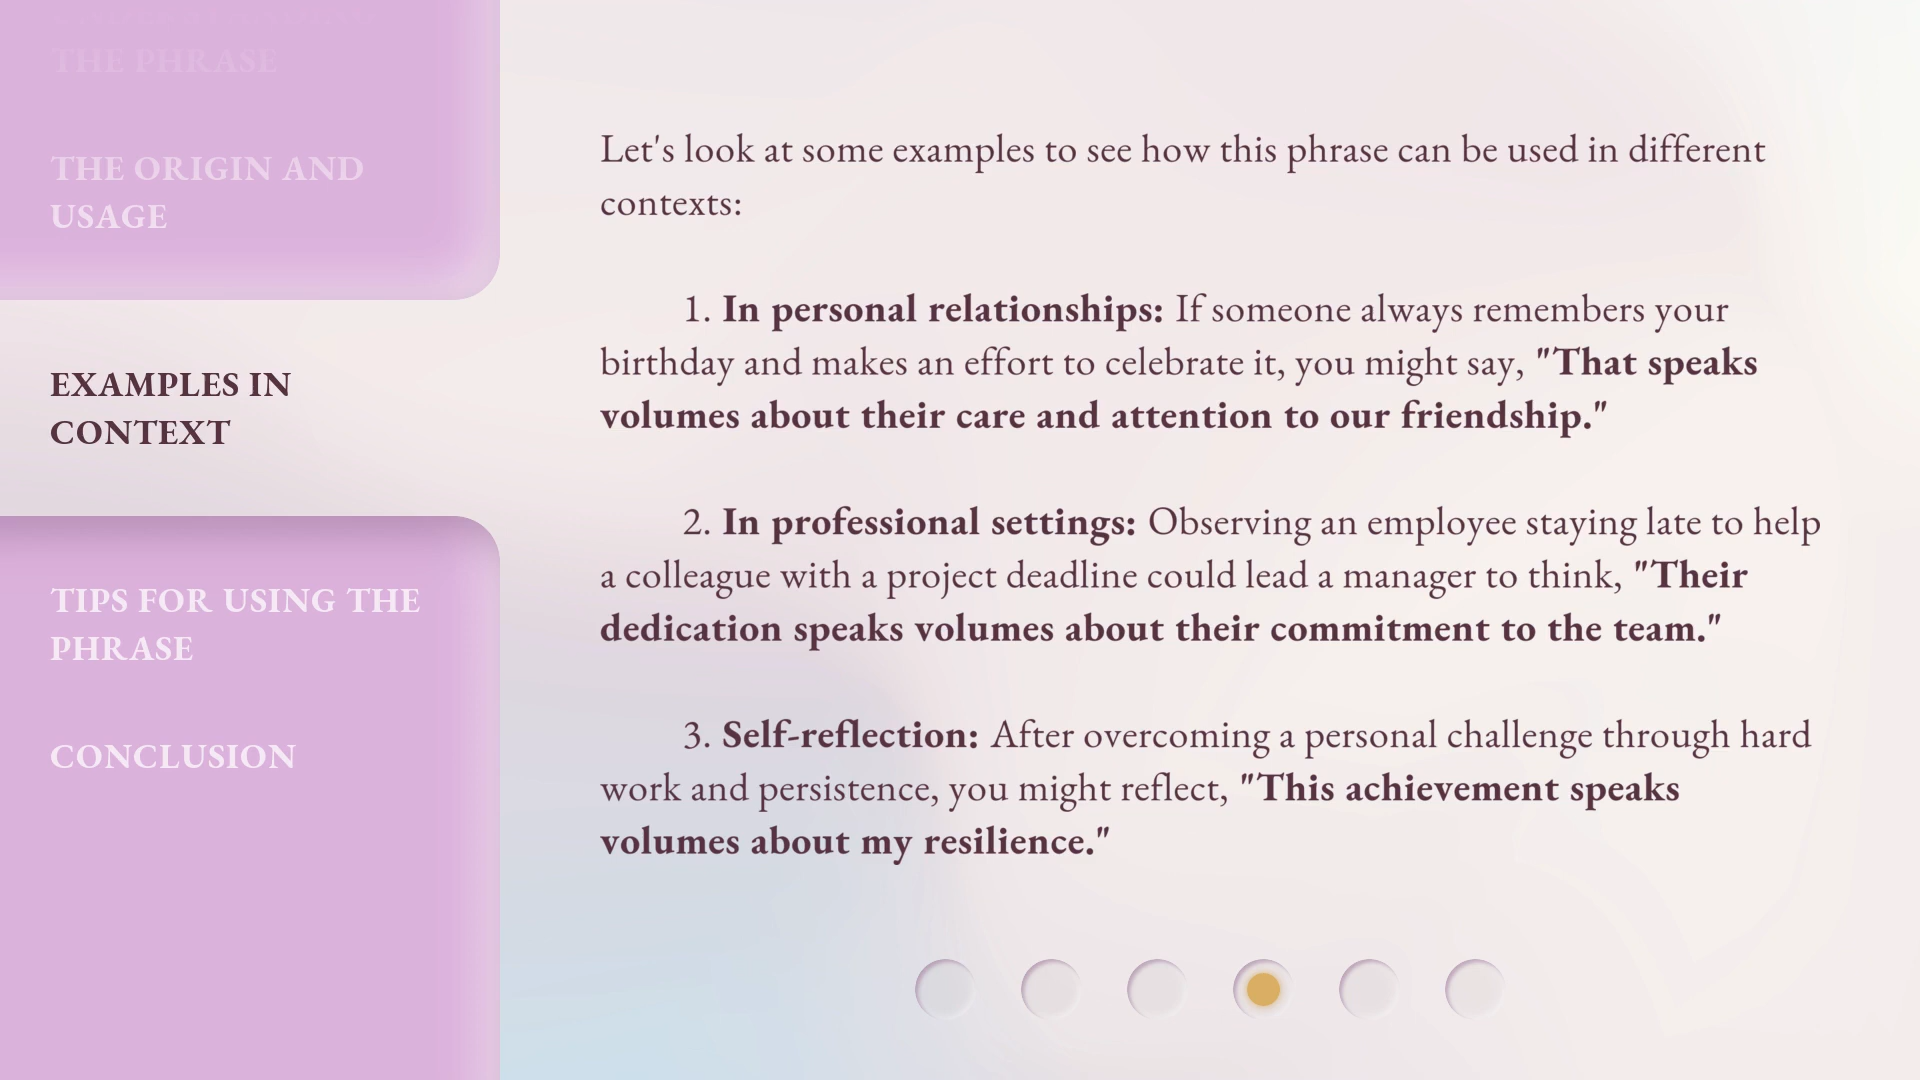 THE PHRASE
THE ORIGIN AND
USAGE
EXAMPLES IN
CONTEXT
TIPS FOR USING THE
PHRASE
CONCLUSION
Let's look at some examples to see how this phrase can be used in different
contexts:
1. In personal relationships: If someone always remembers your
birthday and makes an effort to celebrate it, you might say, "That speaks
volumes about their care and attention to our friendship."
2. In professional settings: Observing an employee staying late to help
a colleague with a project deadline could lead a manager to think, "Their
dedication speaks volumes about their commitment to the team."
3. Self-reflection: After overcoming a personal challenge through hard
work and persistence, you might reflect, "This achievement speaks
volumes about my resilience."